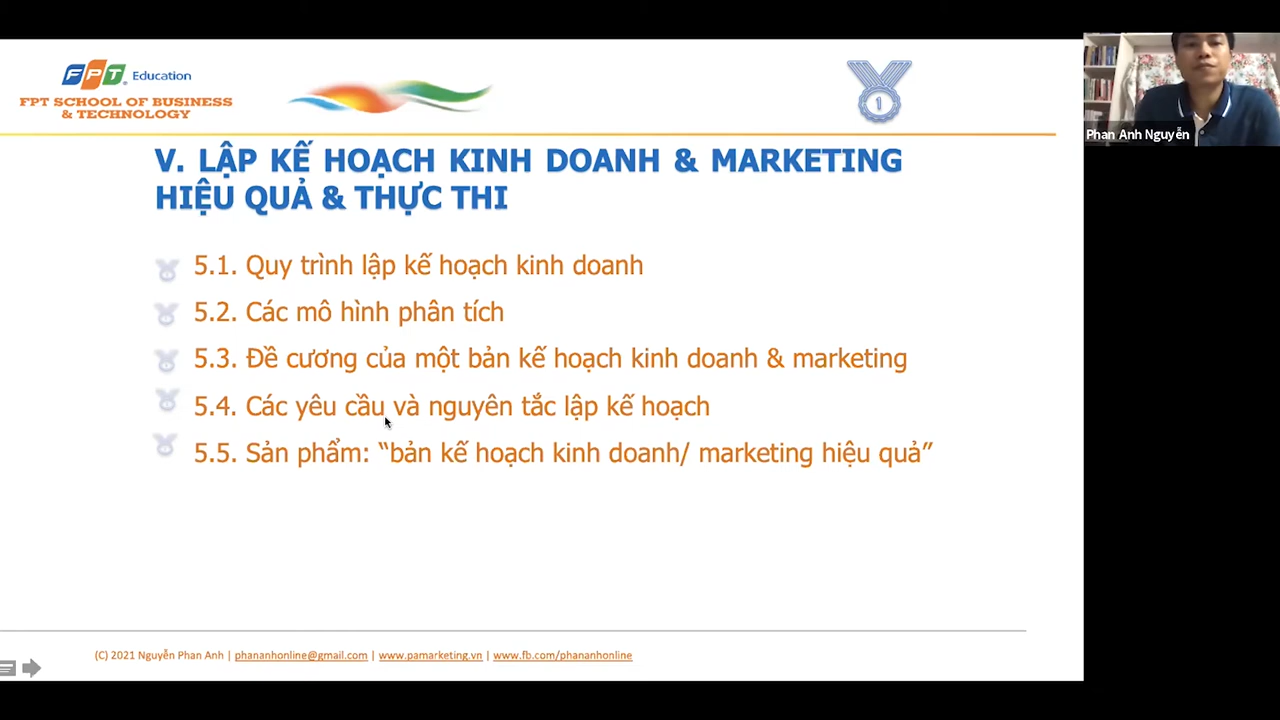 FPT Education
FPT SCHOOL OF BUSINESS
& TECHNOLOGY
1
Phan Anh Nguyễn
V. LẬP KẾ HOẠCH KINH DOANH & MARKETING
HIỆU QUẢ & THỰC THI
5.1. Quy trình lập kế hoạch kinh doanh
5.2. Các mô hình phân tích
5.3. Đề cương của một bản kế hoạch kinh doanh & marketing
5.4. Các yêu cầu và nguyên tắc lập kế hoạch
5.5. Sản phẩm: “bản kế hoạch kinh doanh/ marketing hiệu quả”
(C) 2021 Nguyễn Phan Anh | phananhonline@gmail.com | www.pamarketing.vn | www.fb.com/phananhonline